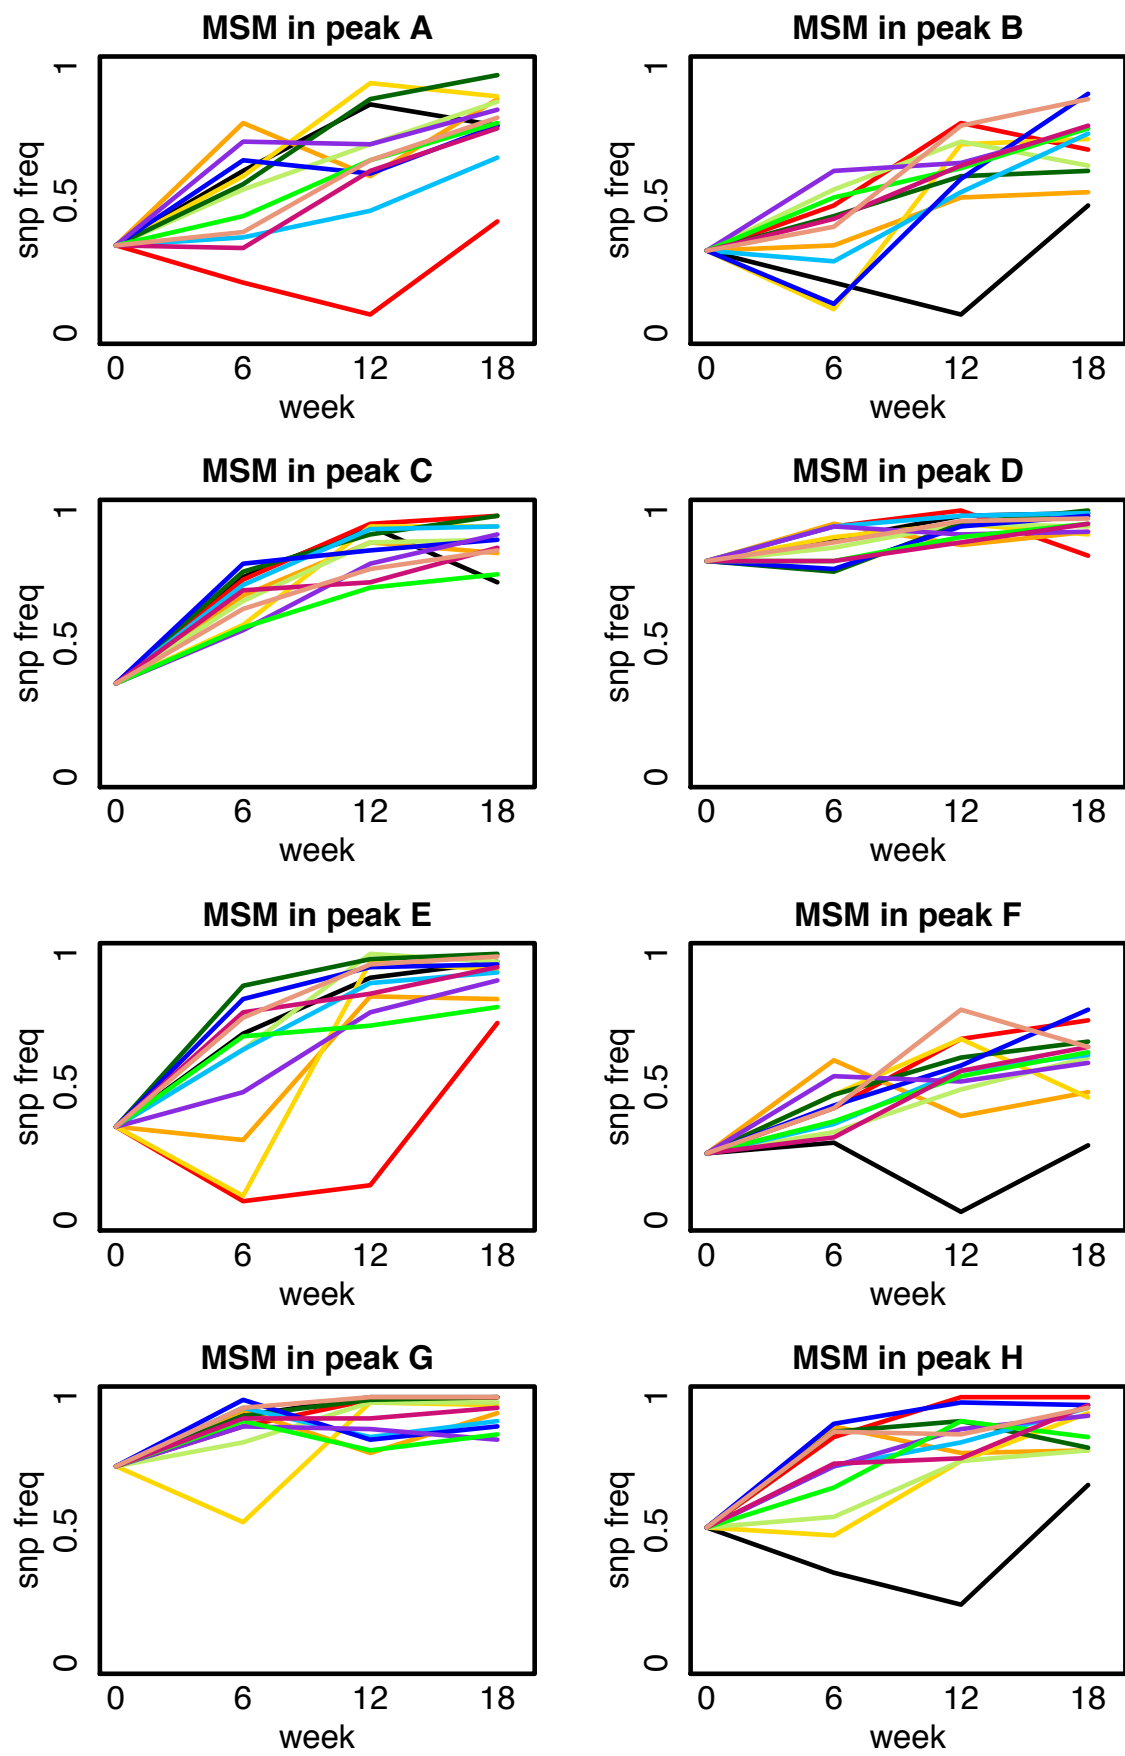 MSM in peak A
snp freq
0 0.5 1
0 6 12 18
week
MSM in peak B
snp freq
0 0.5 1
0 6 12 18
week
MSM in peak C
snp freq
0 0.5 1
0 6 12 18
week
MSM in peak D
snp freq
0 0.5 1
0 6 12 18
week
MSM in peak E
snp freq
0 0.5 1
0 6 12 18
week
MSM in peak F
snp freq
0 0.5 1
0 6 12 18
week
MSM in peak G
snp freq
0 0.5 1
0 6 12 18
week
MSM in peak H
snp freq
0 0.5 1
0 6 12 18
week